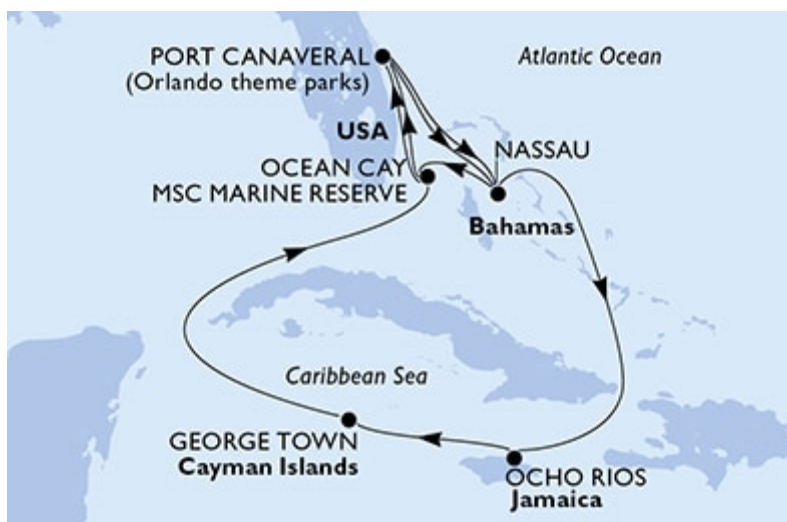 PORT CANAVERAL
(Orlando theme parks)
Atlantic Ocean
USA
NASSAU
OCEAN CAY
MSC MARINE RESERVE
Bahamas
Caribbean Sea
GEORGE TOWN
Cayman Islands
OCHO RIOS
Jamaica